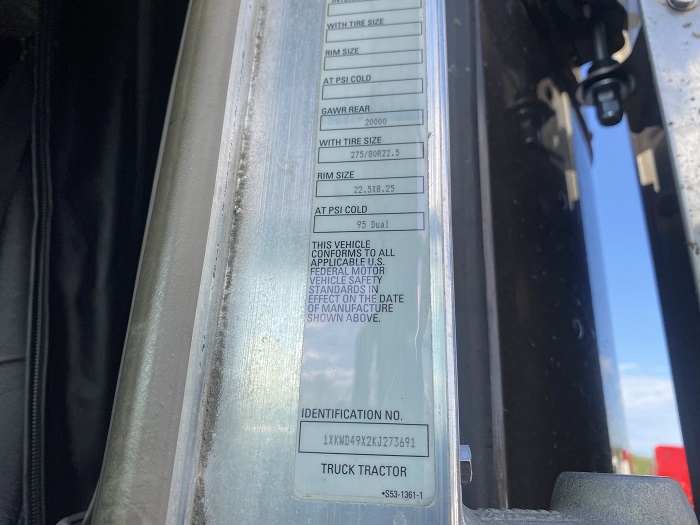 WITH TIRE SIZE
RIM SIZE
AT PSI COLD
GAWR REAR
20000
WITH TIRE SIZE
275/80R22.5
RIM SIZE
22.5X8.25
AT PSI COLD
95 Dual
THIS VEHICLE
CONFORMS TO ALL
APPLICABLE U.S.
FEDERAL MOTOR
VEHICLE SAFETY
STANDARDS IN
EFFECT ON THE DATE
OF MANUFACTURE
SHOWN ABOVE.
IDENTIFICATION NO.
1XKWD49X2KJ273691
TRUCK TRACTOR
•S53-1361-1